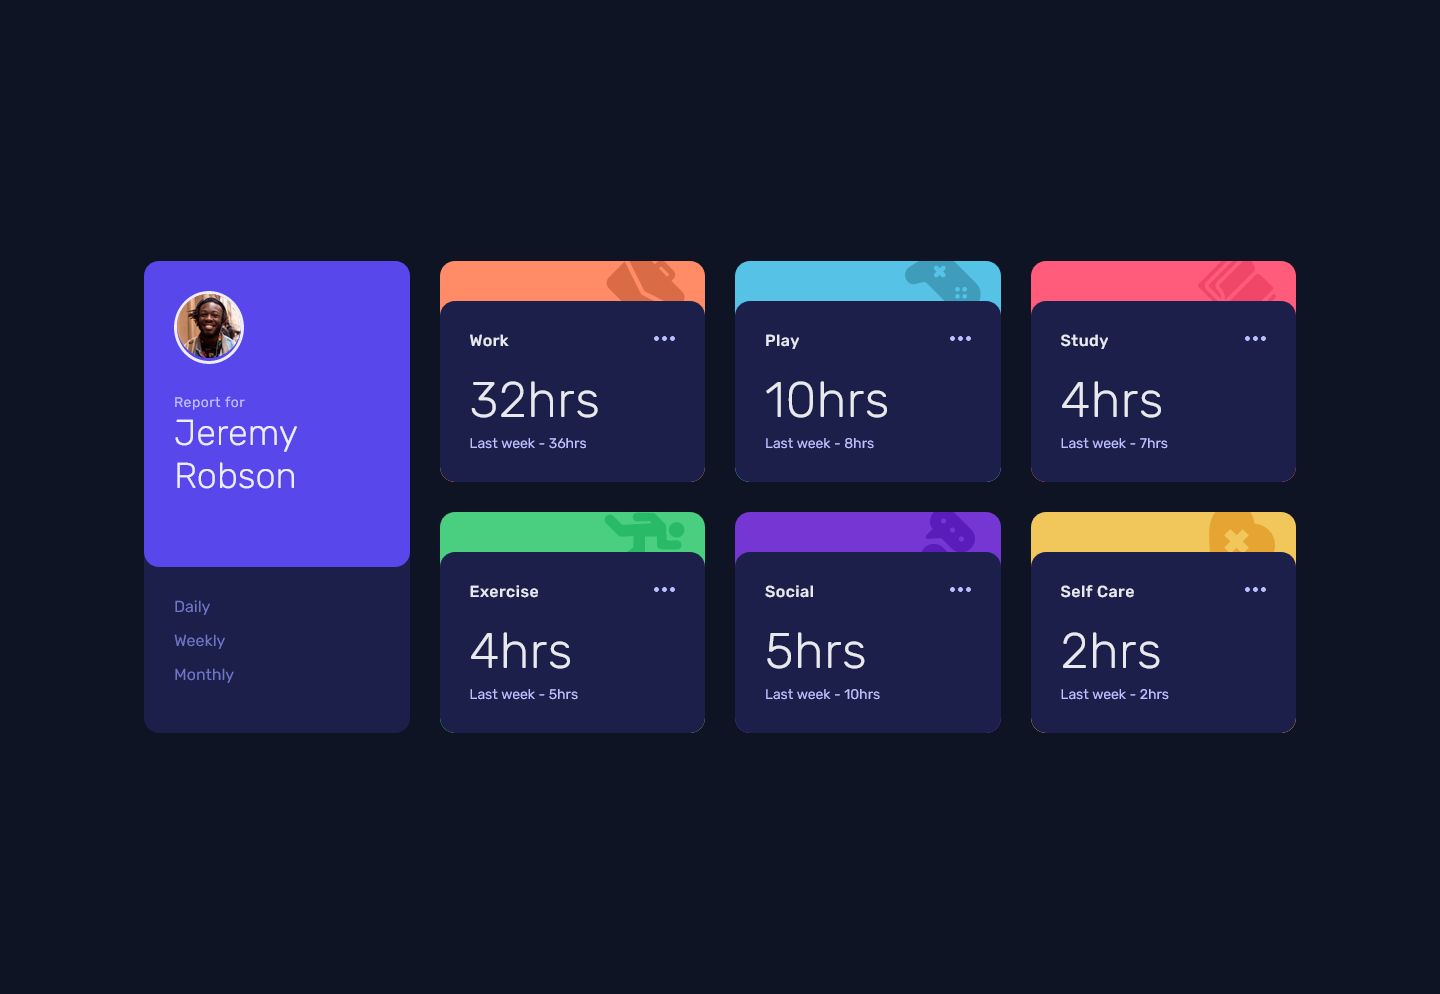 Report for
Jeremy
Robson
Daily
Weekly
Monthly
Work
32hrs
Last week - 36hrs
Play
10hrs
Last week - 8hrs
Study
4hrs
Last week - 7hrs
Exercise
4hrs
Last week - 5hrs
Social
5hrs
Last week - 10hrs
Self Care
2hrs
Last week - 2hrs